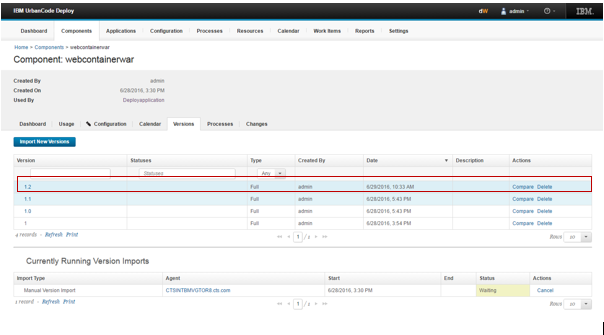 IBM UrbanCode Deploy dW admin IBM
Dashboard Components Applications Configuration Processes Resources Calendar Work Items Reports Settings
Home > Components > webcontainerwar
Component: webcontainerwar
Created By admin
Created On 6/28/2016, 3:30 PM
Used By Deployapplication
Dashboard Usage Configuration Calendar Versions Processes Changes
Import New Versions
Version Statuses Type Created By Date Description Actions
Statuses Any
1.2 Full admin 6/29/2016, 10:33 AM Compare Delete
1.1 Full admin 6/28/2016, 5:43 PM Compare Delete
1.0 Full admin 6/28/2016, 5:43 PM Compare Delete
1 Full admin 6/28/2016, 3:54 PM Compare Delete
4 records - Refresh Print 1 / 1 Rows 10
Currently Running Version Imports
Import Type Agent Start End Status Actions
Manual Version Import CTSINTBMVGTOR8.cts.com 6/28/2016, 3:30 PM Waiting Cancel
1 record - Refresh Print 1 / 1 Rows 10